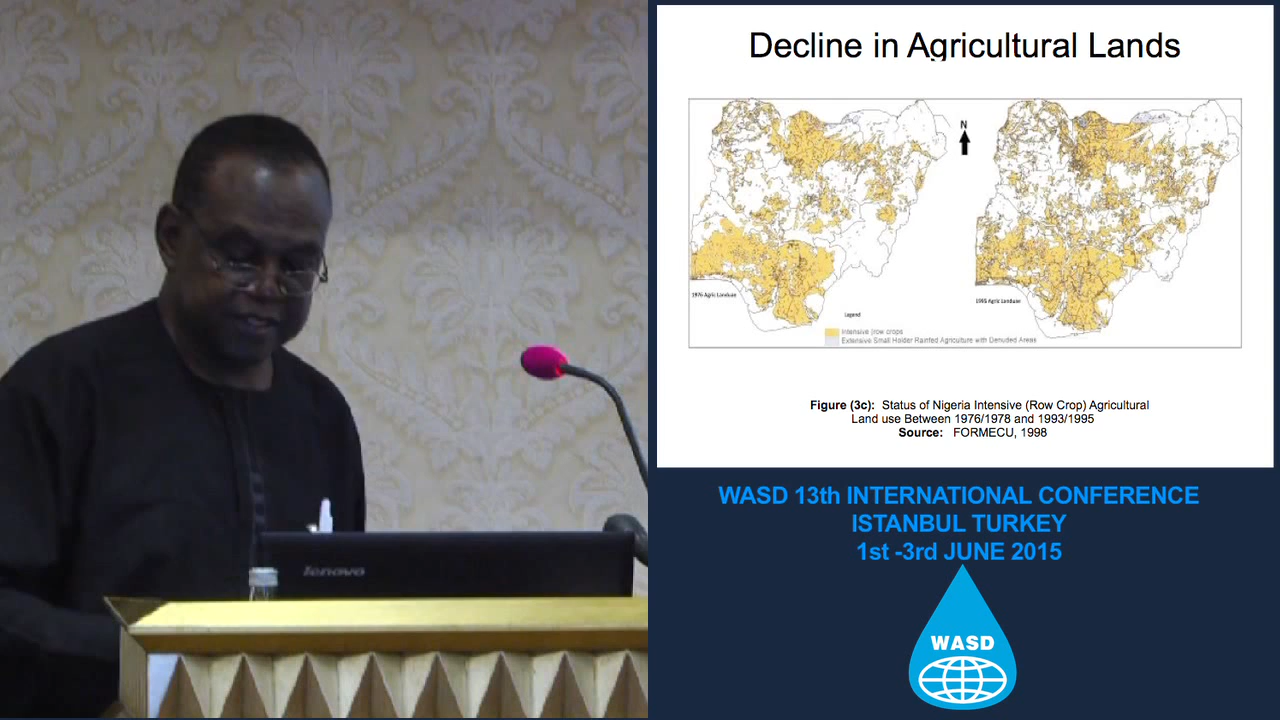 Decline in Agricultural Lands
N
1976 Agric Landuse
1995 Agric Landuse
Legend
Intensive (row crops
Extensive Small Holder Rainfed Agriculture with Denuded Areas
Figure (3c): Status of Nigeria Intensive (Row Crop) Agricultural
Land use Between 1976/1978 and 1993/1995
Source: FORMECU, 1998
lenovo
WASD 13th INTERNATIONAL CONFERENCE
ISTANBUL TURKEY
1st -3rd JUNE 2015
WASD